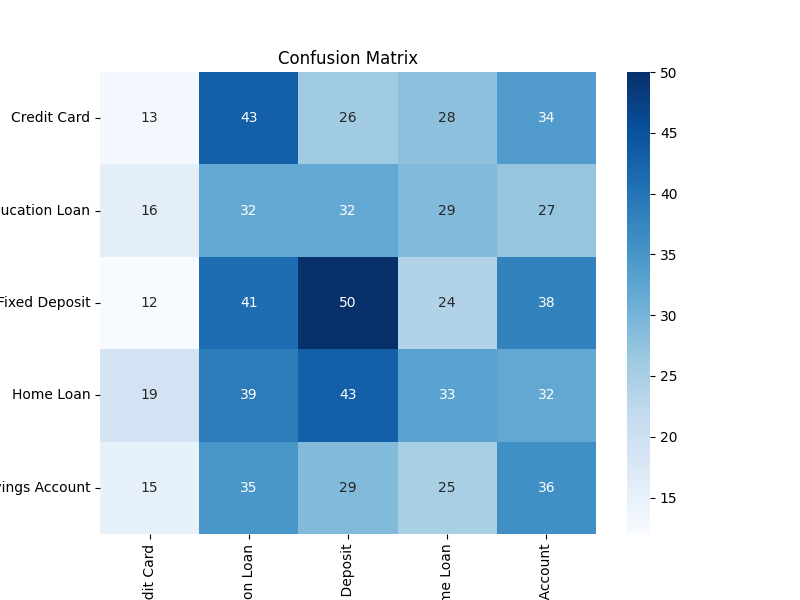 Confusion Matrix
50
Credit Card 13 43 26 28 34
45
40
ucation Loan 16 32 32 29 27
35
Fixed Deposit 12 41 50 24 38
30
25
Home Loan 19 39 43 33 32
20
vings Account 15 35 29 25 36
15
dit Card
on Loan
Deposit
me Loan
Account